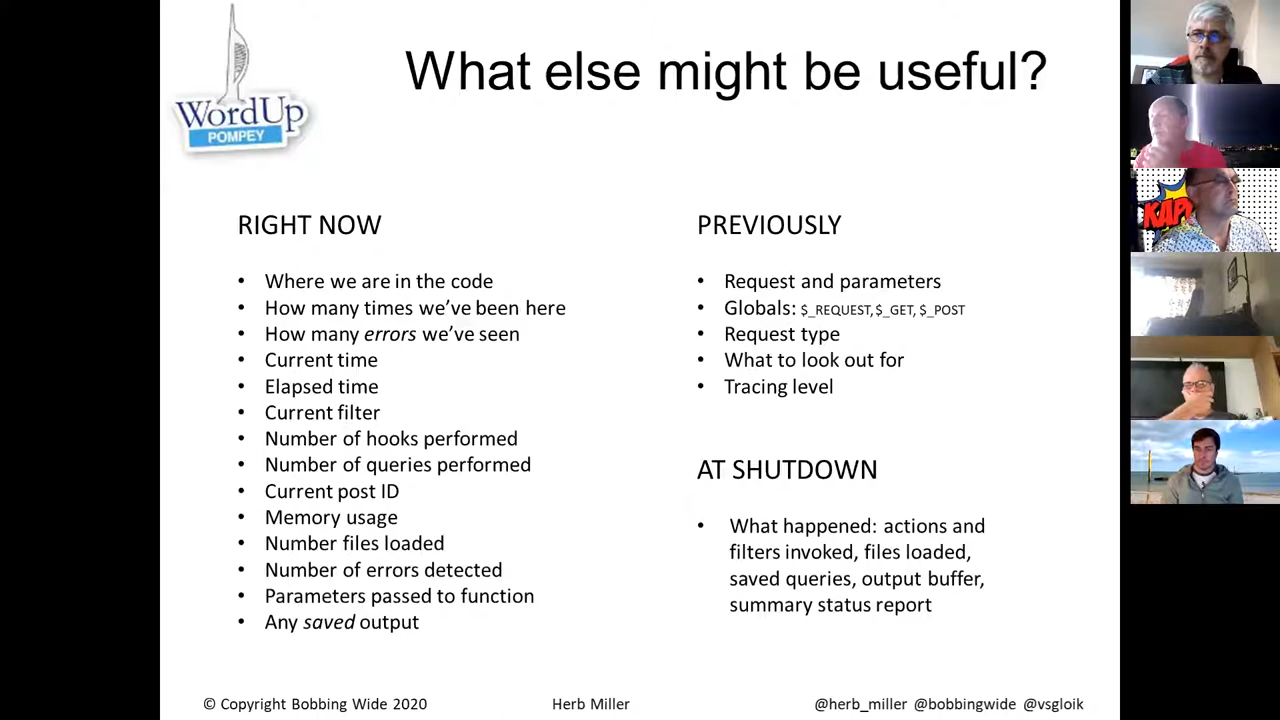 WordUp
POMPEY
What else might be useful?
RIGHT NOW
• Where we are in the code
• How many times we’ve been here
• How many errors we’ve seen
• Current time
• Elapsed time
• Current filter
• Number of hooks performed
• Number of queries performed
• Current post ID
• Memory usage
• Number files loaded
• Number of errors detected
• Parameters passed to function
• Any saved output
PREVIOUSLY
• Request and parameters
• Globals: $_REQUEST, $_GET, $_POST
• Request type
• What to look out for
• Tracing level
AT SHUTDOWN
• What happened: actions and
filters invoked, files loaded,
saved queries, output buffer,
summary status report
© Copyright Bobbing Wide 2020
Herb Miller
@herb_miller @bobbingwide @vsgloik